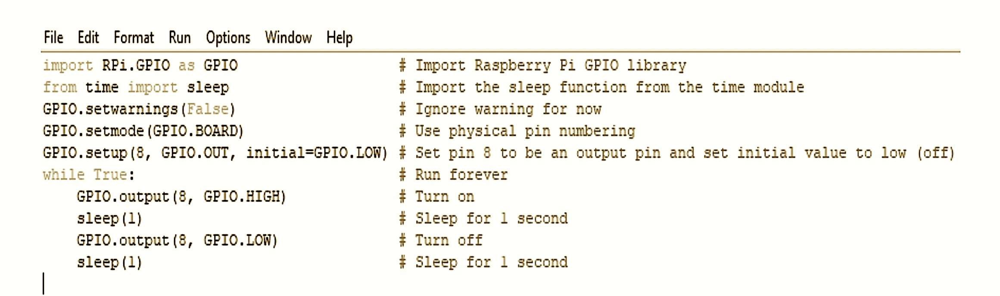 File Edit Format Run Options Window Help
import RPi.GPIO as GPIO # Import Raspberry Pi GPIO library
from time import sleep # Import the sleep function from the time module
GPIO.setwarnings(False) # Ignore warning for now
GPIO.setmode(GPIO.BOARD) # Use physical pin numbering
GPIO.setup(8, GPIO.OUT, initial=GPIO.LOW) # Set pin 8 to be an output pin and set initial value to low (off)
while True: # Run forever
    GPIO.output(8, GPIO.HIGH) # Turn on
    sleep(1) # Sleep for 1 second
    GPIO.output(8, GPIO.LOW) # Turn off
    sleep(1) # Sleep for 1 second